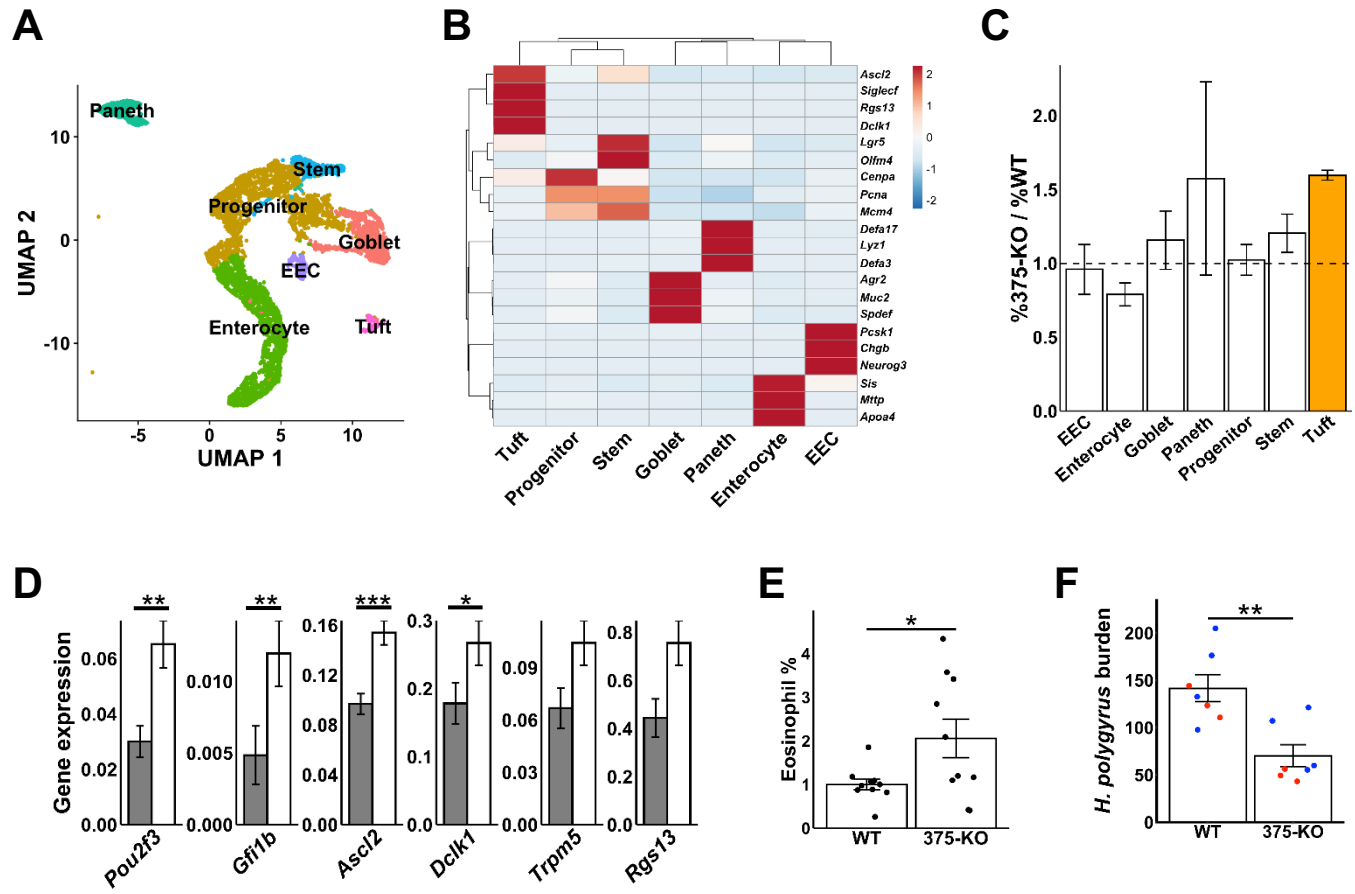 A
UMAP 2
10
0
-10
-5
0
5
10
UMAP 1
Paneth
Stem
Progenitor
Goblet
EEC
Enterocyte
Tuft
B
Ascl2
Siglecf
Rgs13
Dclk1
Lgr5
Olfm4
Cenpa
Pcna
Mcm4
Defa17
Lyz1
Defa3
Agr2
Muc2
Spdef
Pcsk1
Chgb
Neurog3
Sis
Mttp
Apoa4
2
1
0
-1
-2
Tuft
Progenitor
Stem
Goblet
Paneth
Enterocyte
EEC
C
%375-KO / %WT
2.0
1.5
1.0
0.5
0.0
EEC
Enterocyte
Goblet
Paneth
Progenitor
Stem
Tuft
D
Gene expression
**
0.06
0.04
0.02
0.00
Pou2f3
**
0.010
0.005
0.000
Gfi1b
***
0.16
0.12
0.08
0.04
0.00
Ascl2
*
0.3
0.2
0.1
0.0
Dclk1
0.09
0.06
0.03
0.00
Trpm5
0.8
0.6
0.4
0.2
0.0
Rgs13
E
Eosinophil %
5
4
3
2
1
0
*
WT
375-KO
F
H. polygyrus burden
200
150
100
50
0
**
WT
375-KO